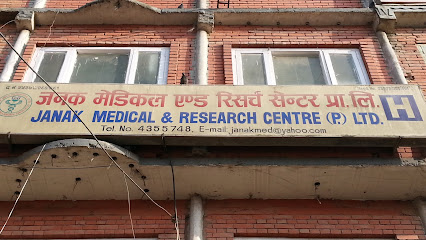 जनक मेडिकल एण्ड रिसर्च सेन्टर प्रा.लि.
H
JANAK MEDICAL & RESEARCH CENTRE (P.) LTD.
Tel. No. 4355748, E-mail: janakmed@yahoo.com